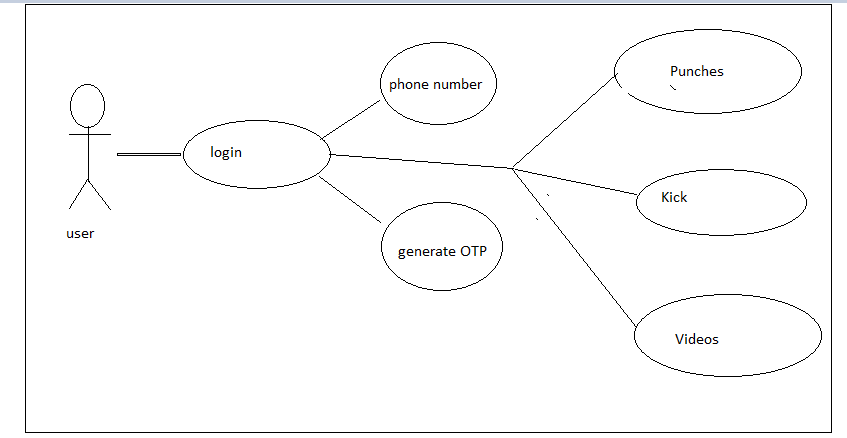 phone number
Punches
login
Kick
user
generate OTP
Videos